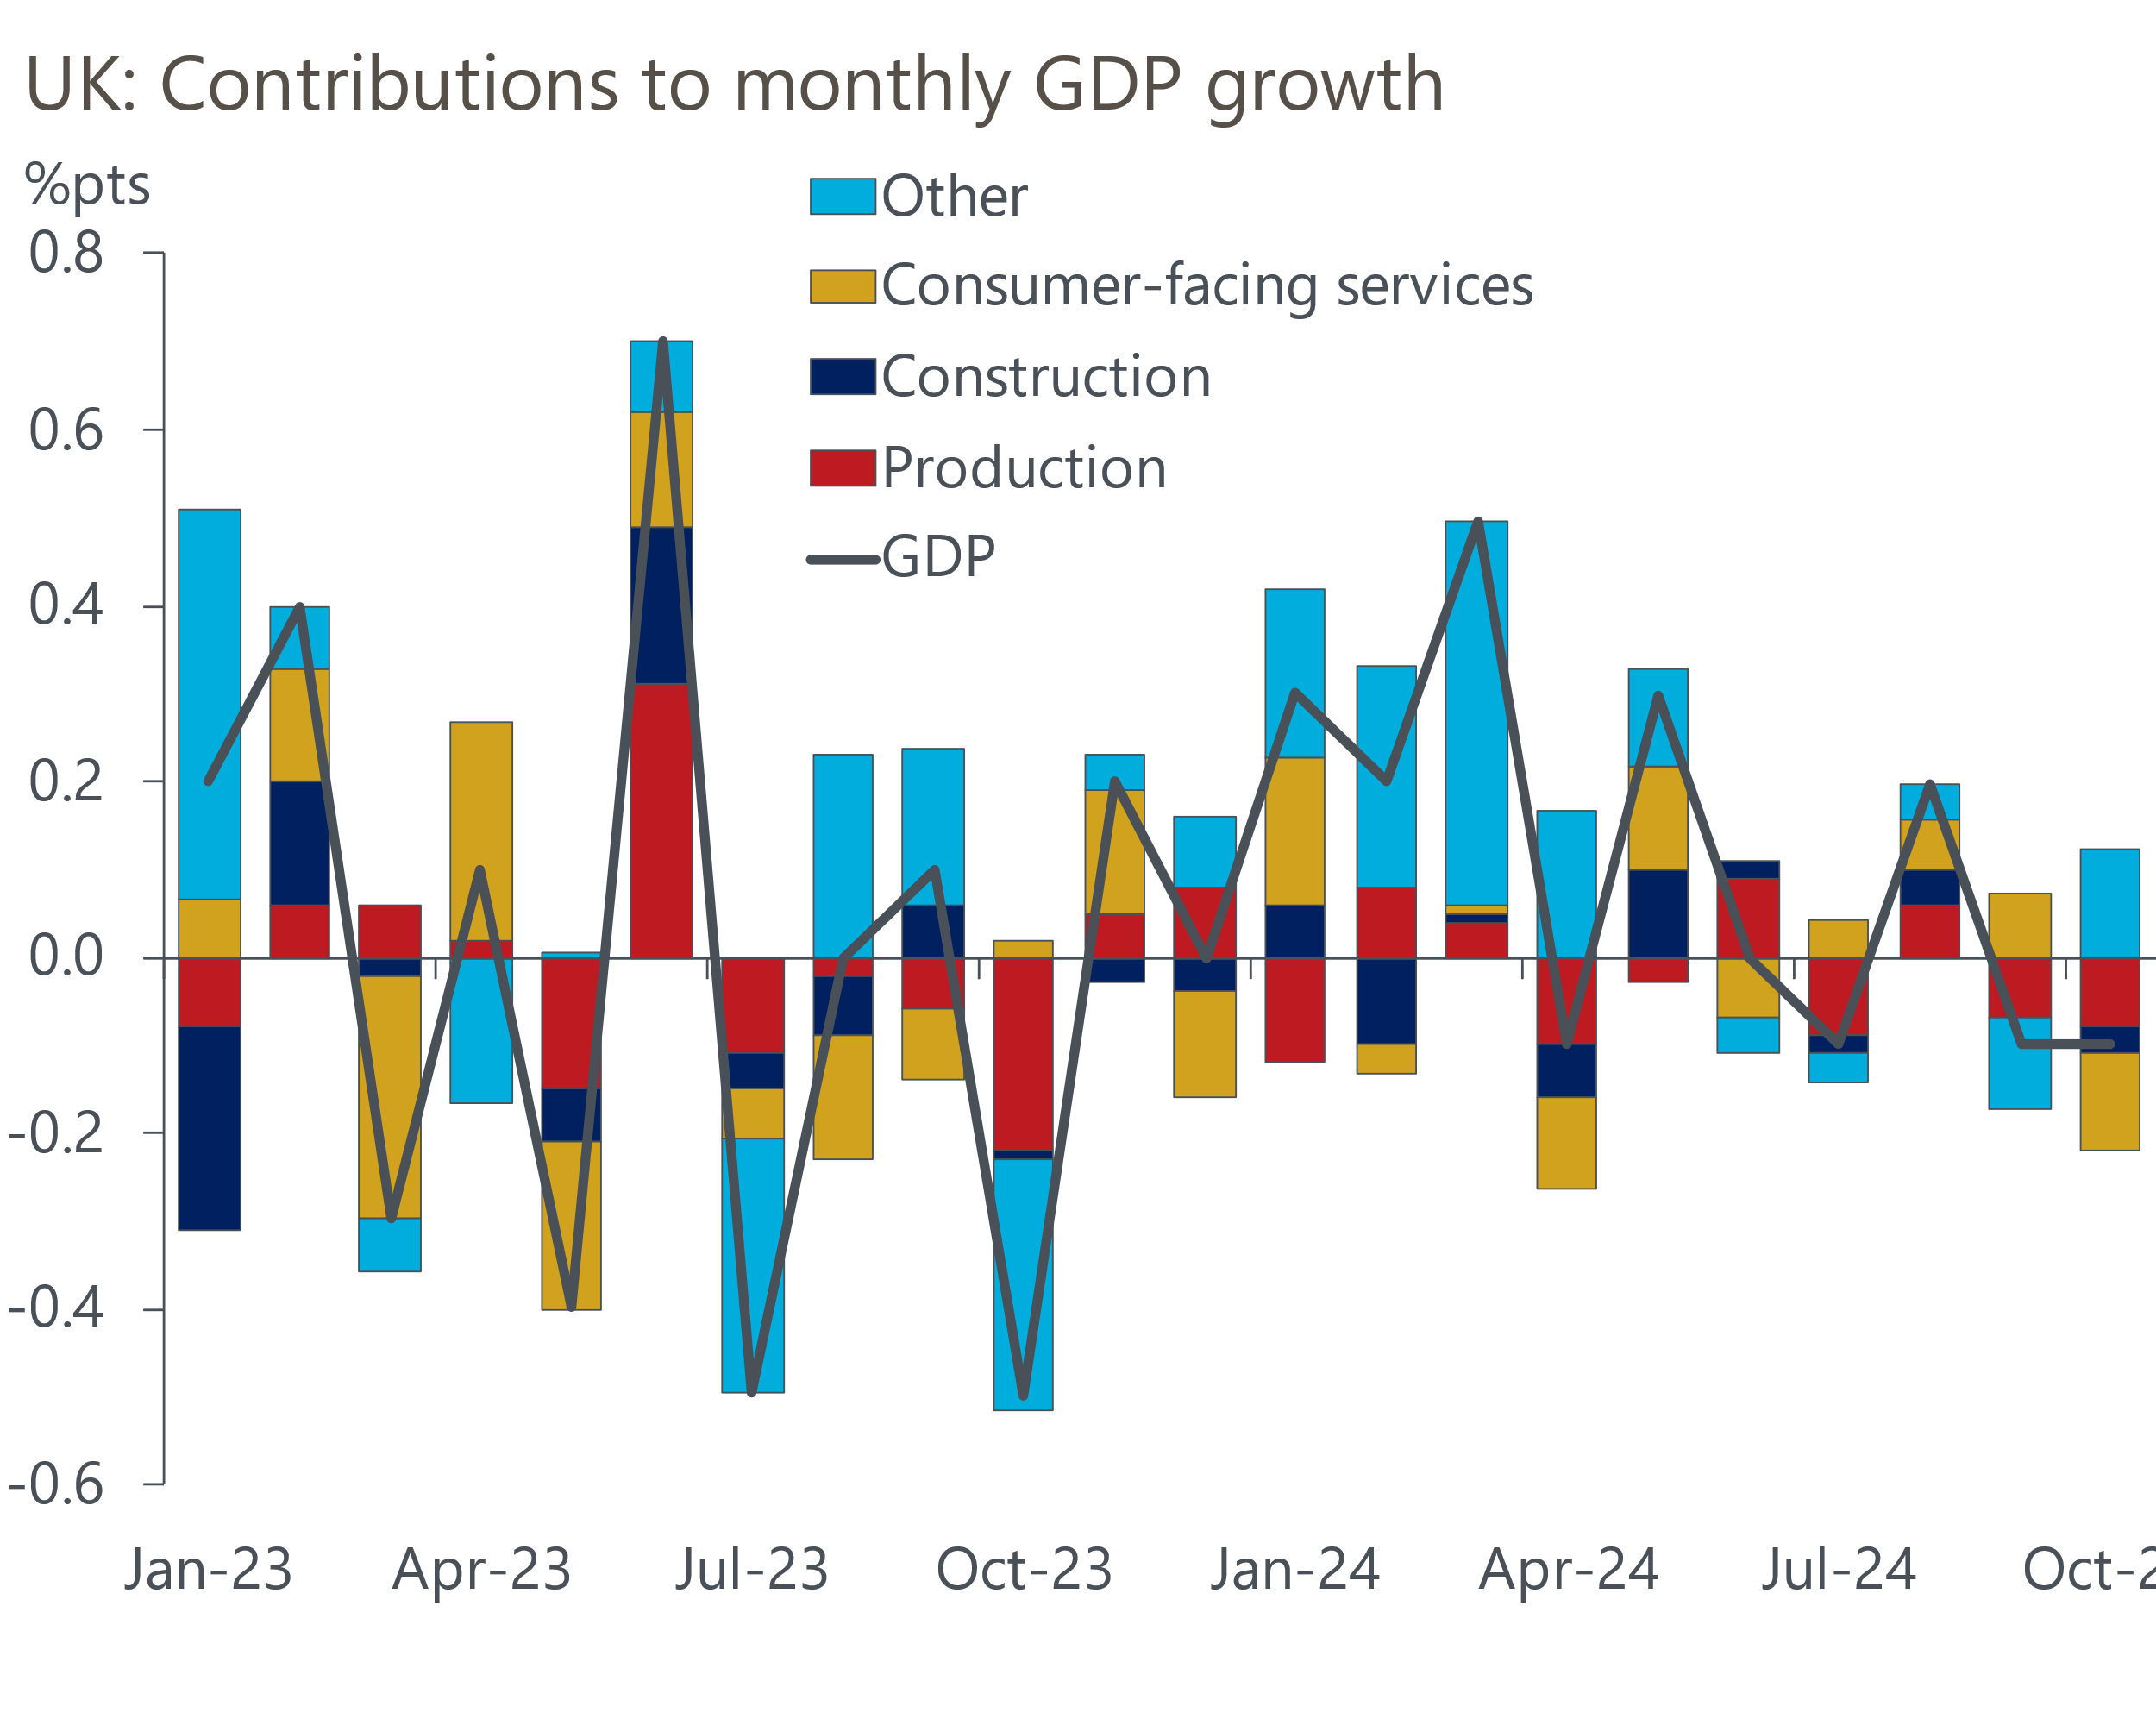 UK: Contributions to monthly GDP growth
%pts
Other
Consumer-facing services
Construction
Production
GDP
0.8
0.6
0.4
0.2
0.0
-0.2
-0.4
-0.6
Jan-23 Apr-23 Jul-23 Oct-23 Jan-24 Apr-24 Jul-24